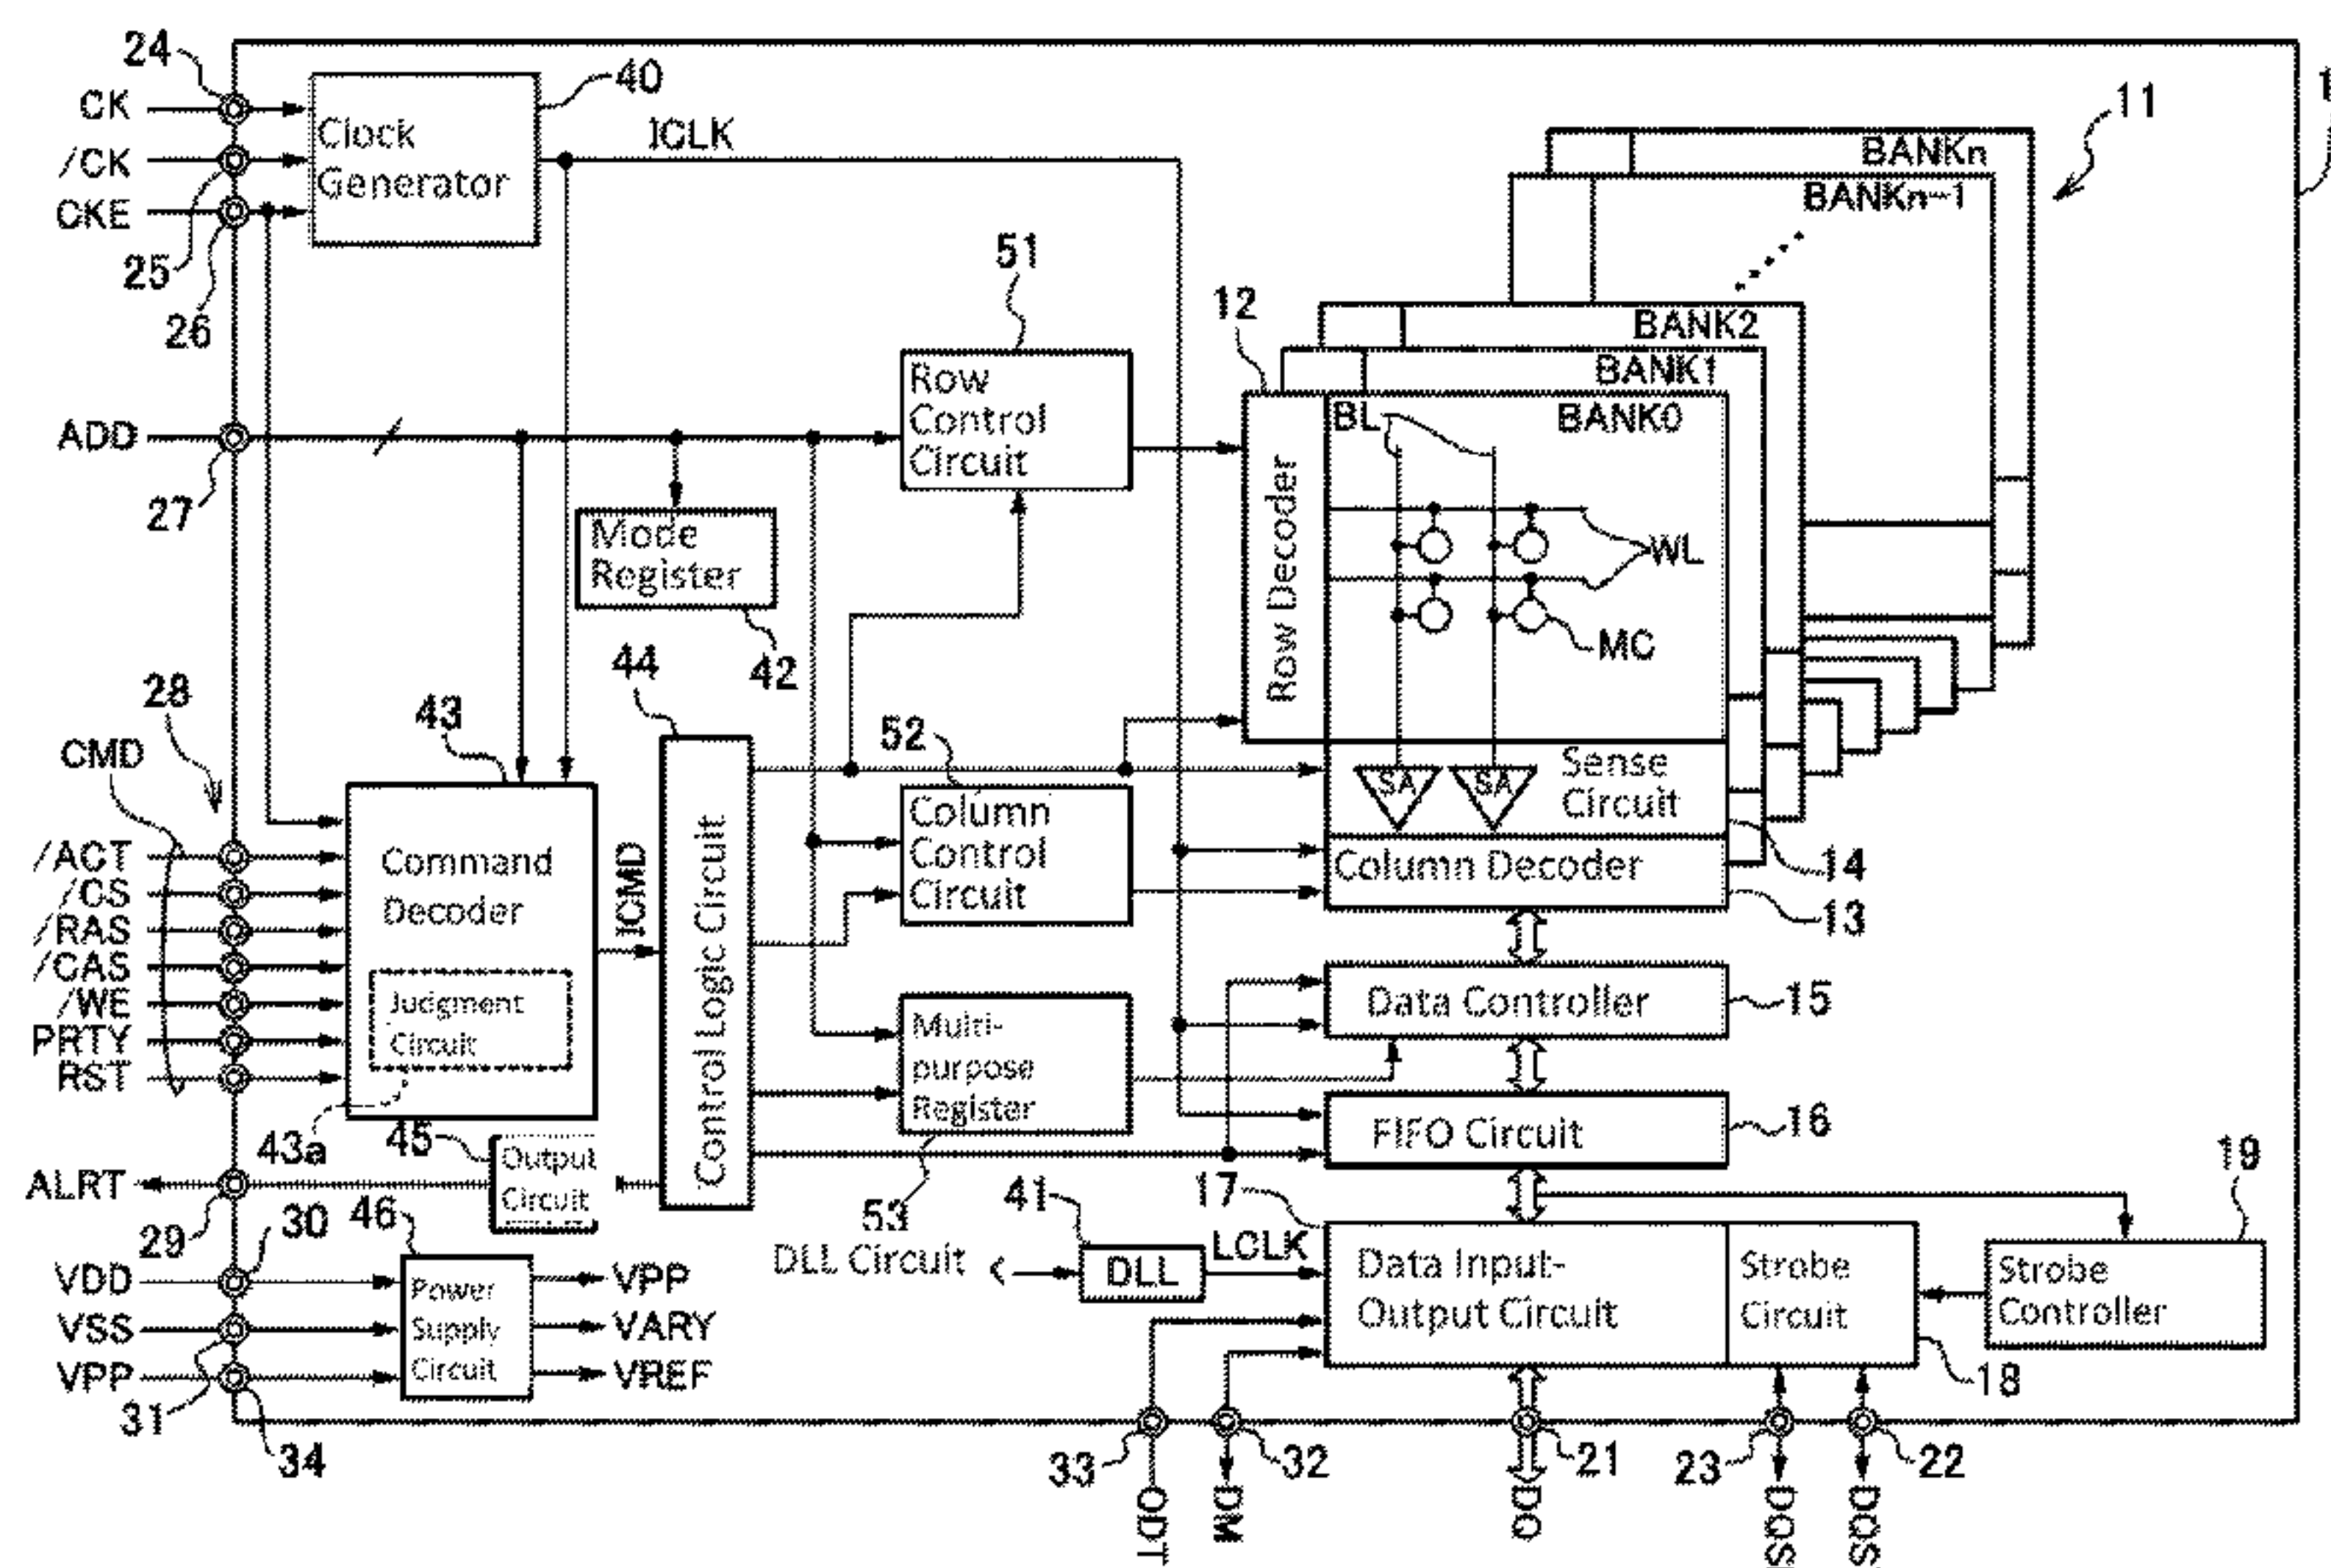 24
CK
/CK
CKE
25
26
Clock
Generator
40
ICLK
1
11
BANKn
BANKn-1
BANK2
BANK1
BANK0
51
12
ADD
27
Row
Control
Circuit
Mode
Register
42
Row Decoder
BL
WL
MC
44
28
43
CMD
52
/ACT
/CS
/RAS
/CAS
/WE
PRTY
RST
Command
Decoder
Judgment
Circuit
43a
ICMD
Control Logic Circuit
Column
Control
Circuit
SA
SA
Sense
Circuit
Column Decoder
14
13
Data Controller
15
Multi-
purpose
Register
53
FIFO Circuit
16
45
ALRT
29
Output
Circuit
30
46
VDD
VSS
VPP
31
34
Power
Supply
Circuit
VPP
VARY
VREF
DLL Circuit
41
DLL
LCLK
17
Data Input-
Output Circuit
Strobe
Circuit
18
19
Strobe
Controller
33
32
21
23
22
ODT
DM
DQ
DQS
DQS